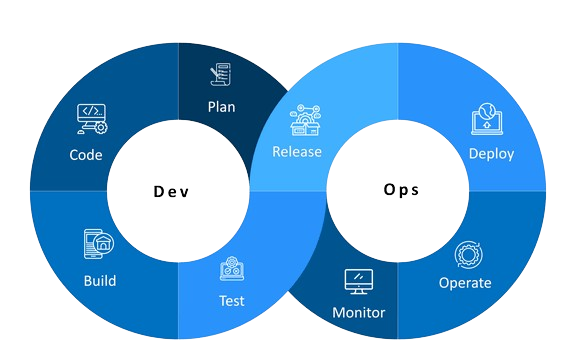 Plan
Code
Release
Deploy
Dev
Ops
Build
Test
Operate
Monitor